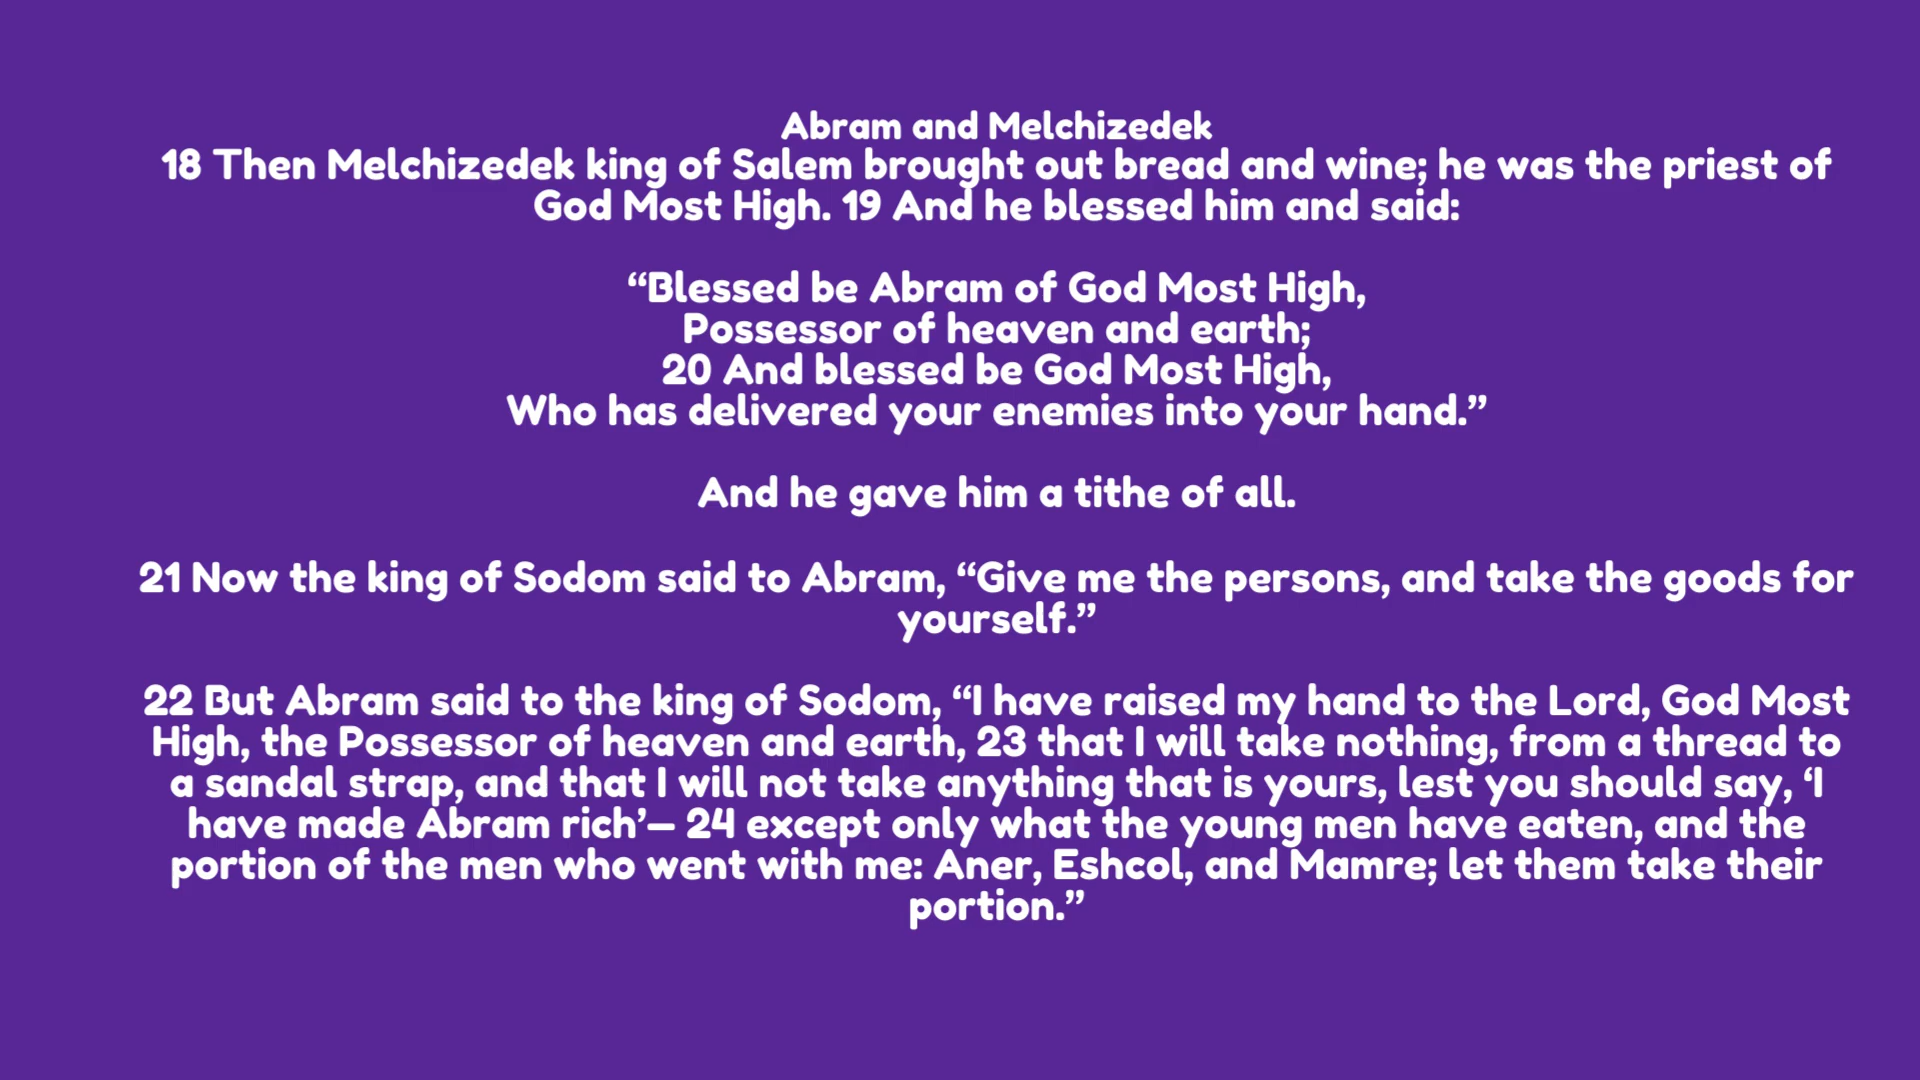 Abram and Melchizedek
18 Then Melchizedek king of Salem brought out bread and wine; he was the priest of
God Most High. 19 And he blessed him and said:
“Blessed be Abram of God Most High,
Possessor of heaven and earth;
20 And blessed be God Most High,
Who has delivered your enemies into your hand.”
And he gave him a tithe of all.
21 Now the king of Sodom said to Abram, “Give me the persons, and take the goods for
yourself.”
22 But Abram said to the king of Sodom, “I have raised my hand to the Lord, God Most
High, the Possessor of heaven and earth, 23 that I will take nothing, from a thread to
a sandal strap, and that I will not take anything that is yours, lest you should say, ‘I
have made Abram rich’— 24 except only what the young men have eaten, and the
portion of the men who went with me: Aner, Eshcol, and Mamre; let them take their
portion.”